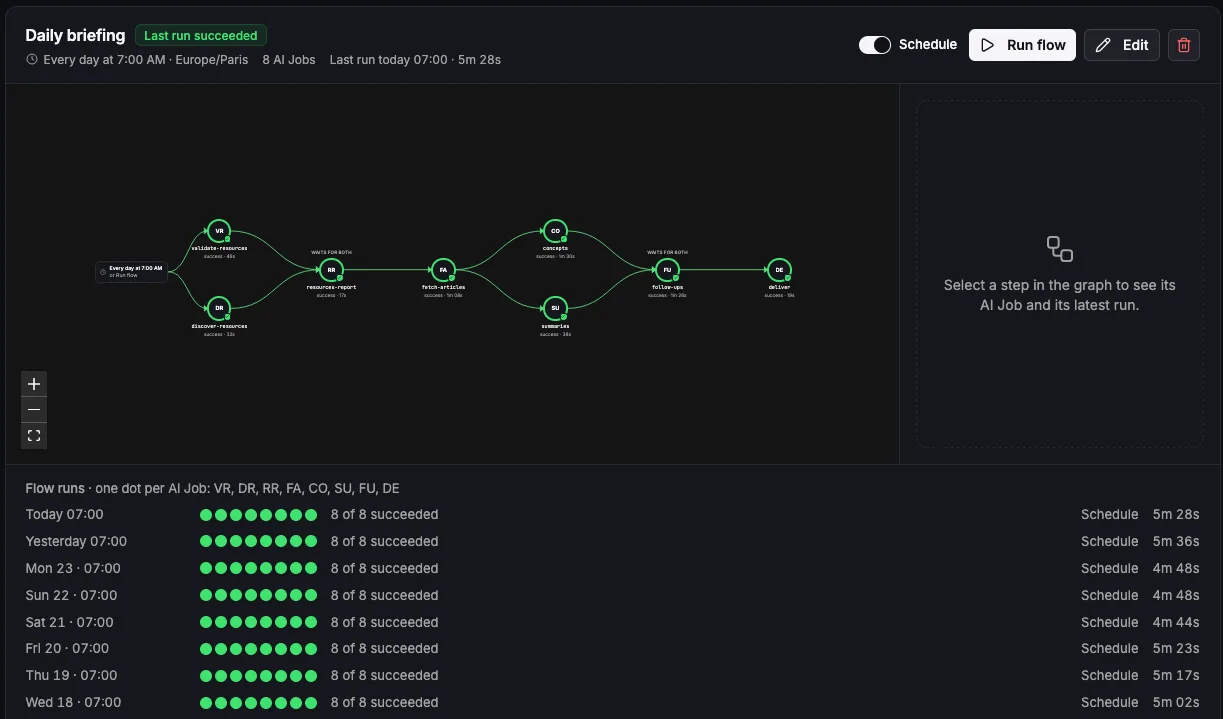 Daily briefing
Last run succeeded
Every day at 7:00 AM · Europe/Paris 8 AI Jobs Last run today 07:00 · 5m 28s
Schedule
Run flow
Edit
Every day at 7:00 AM
or Run flow
VR
validate-resources
success · 46s
DR
discover-resources
success · 32s
WAITS FOR BOTH
RR
resources-report
success · 17s
FA
fetch-articles
success · 1m 08s
CO
concepts
success · 1m 30s
SU
summaries
success · 38s
WAITS FOR BOTH
FU
follow-ups
success · 1m 26s
DE
deliver
success · 19s
Select a step in the graph to see its
AI Job and its latest run.
Flow runs · one dot per AI Job: VR, DR, RR, FA, CO, SU, FU, DE
Today 07:00 8 of 8 succeeded Schedule 5m 28s
Yesterday 07:00 8 of 8 succeeded Schedule 5m 36s
Mon 23 · 07:00 8 of 8 succeeded Schedule 4m 48s
Sun 22 · 07:00 8 of 8 succeeded Schedule 4m 48s
Sat 21 · 07:00 8 of 8 succeeded Schedule 4m 44s
Fri 20 · 07:00 8 of 8 succeeded Schedule 5m 23s
Thu 19 · 07:00 8 of 8 succeeded Schedule 5m 17s
Wed 18 · 07:00 8 of 8 succeeded Schedule 5m 02s